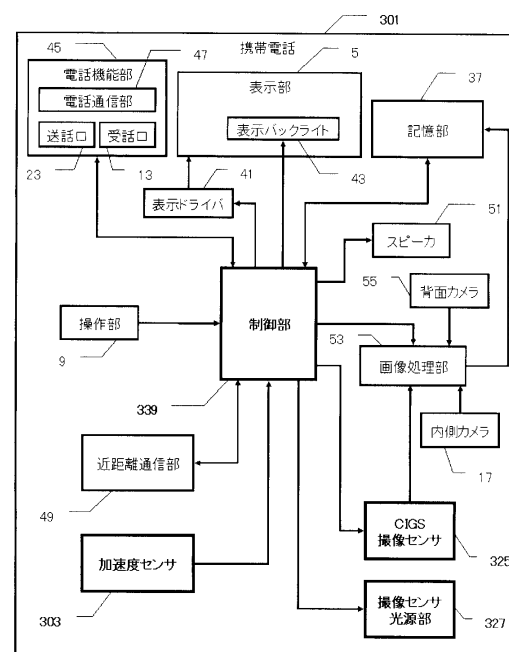 301
携帯電話
45
47
5
37
電話機能部
電話通信部
送話口
受話口
表示部
表示バックライト
記憶部
23
13
41
43
51
表示ドライバ
スピーカ
55
背面カメラ
操作部
制御部
53
画像処理部
9
339
内側カメラ
17
近距離通信部
49
CIGS
撮像センサ
325
加速度センサ
303
撮像センサ
光源部
327